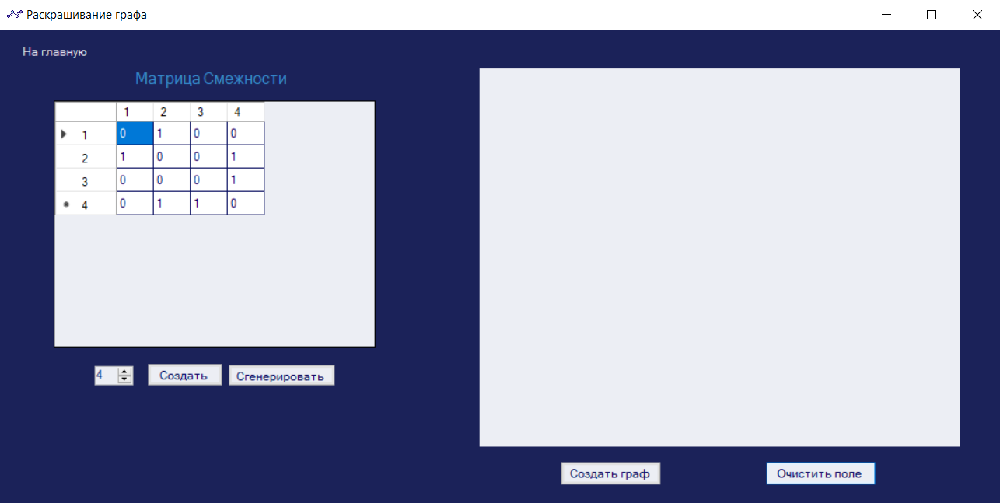 Раскрашивание графа
На главную
Матрица Смежности
1 2 3 4
1 0 1 0 0
2 1 0 0 1
3 0 0 0 1
4 0 1 1 0
4 Создать Сгенерировать
Создать граф Очистить поле